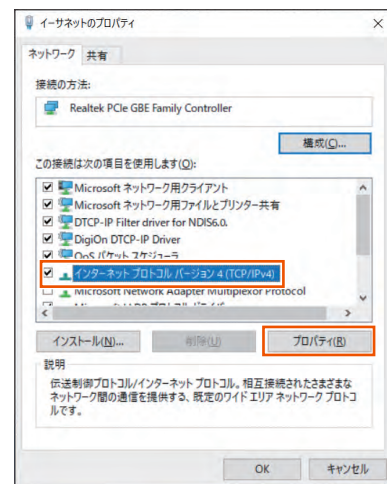 イーサネットのプロパティ
ネットワーク 共有
接続の方法:
Realtek PCIe GBE Family Controller
構成(C)...
この接続は次の項目を使用します(O):
Microsoft ネットワーク用クライアント
Microsoft ネットワーク用ファイルとプリンター共有
DTCP-IP Filter driver for NDIS6.0.
DigiOn DTCP-IP Driver
QoS パケット スケジューラ
インターネット プロトコル バージョン 4 (TCP/IPv4)
Microsoft Network Adapter Multiplexor Protocol
インストール(N)... 削除(U) プロパティ(R)
説明
伝送制御プロトコル/インターネット プロトコル。相互接続されたさまざまな
ネットワーク間の通信を提供する、既定のワイド エリア ネットワーク プロトコ
ルです。
OK キャンセル